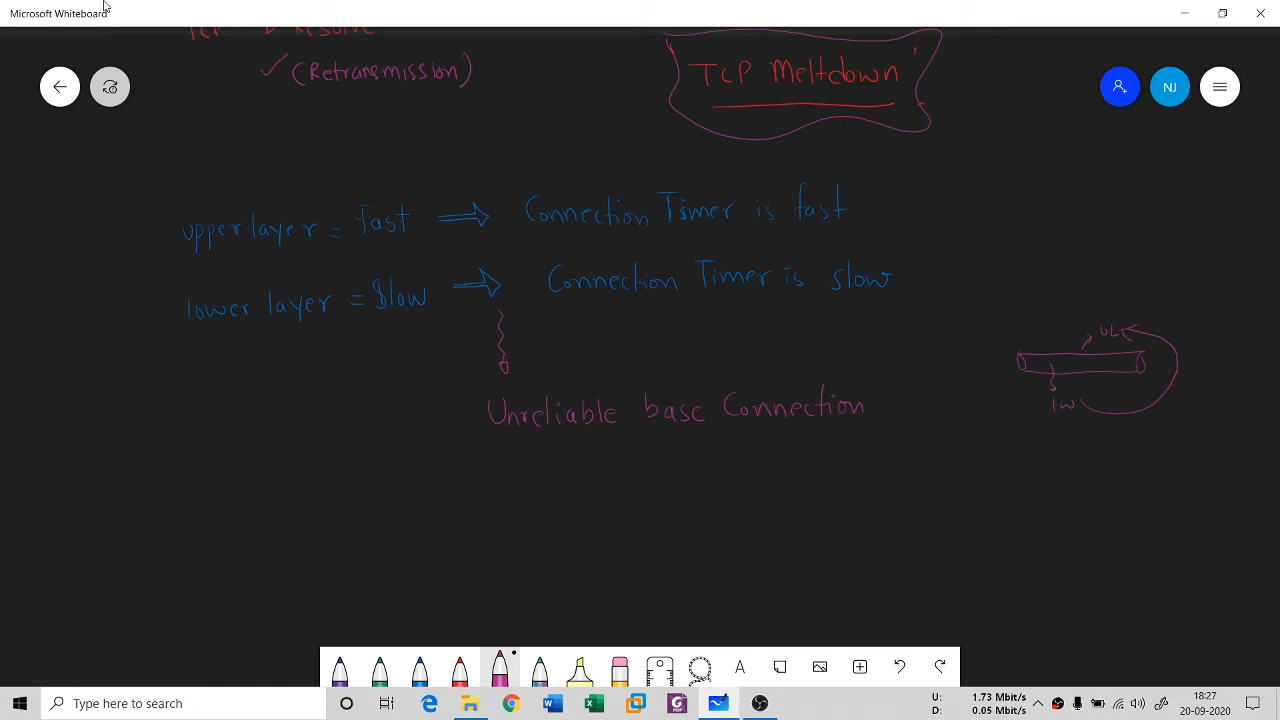 Microsoft Whiteboard
(Retransmission)
TCP Meltdown
NJ
upper layer = Fast ⇒ Connection Timer is fast
lower layer = Slow ⇒ Connection Timer is slow
UL
Unreliable base Connection
Type here to search
U: 1.73 Mbit/s
D: 0.05 Mbit/s
18:27
20-09-2020